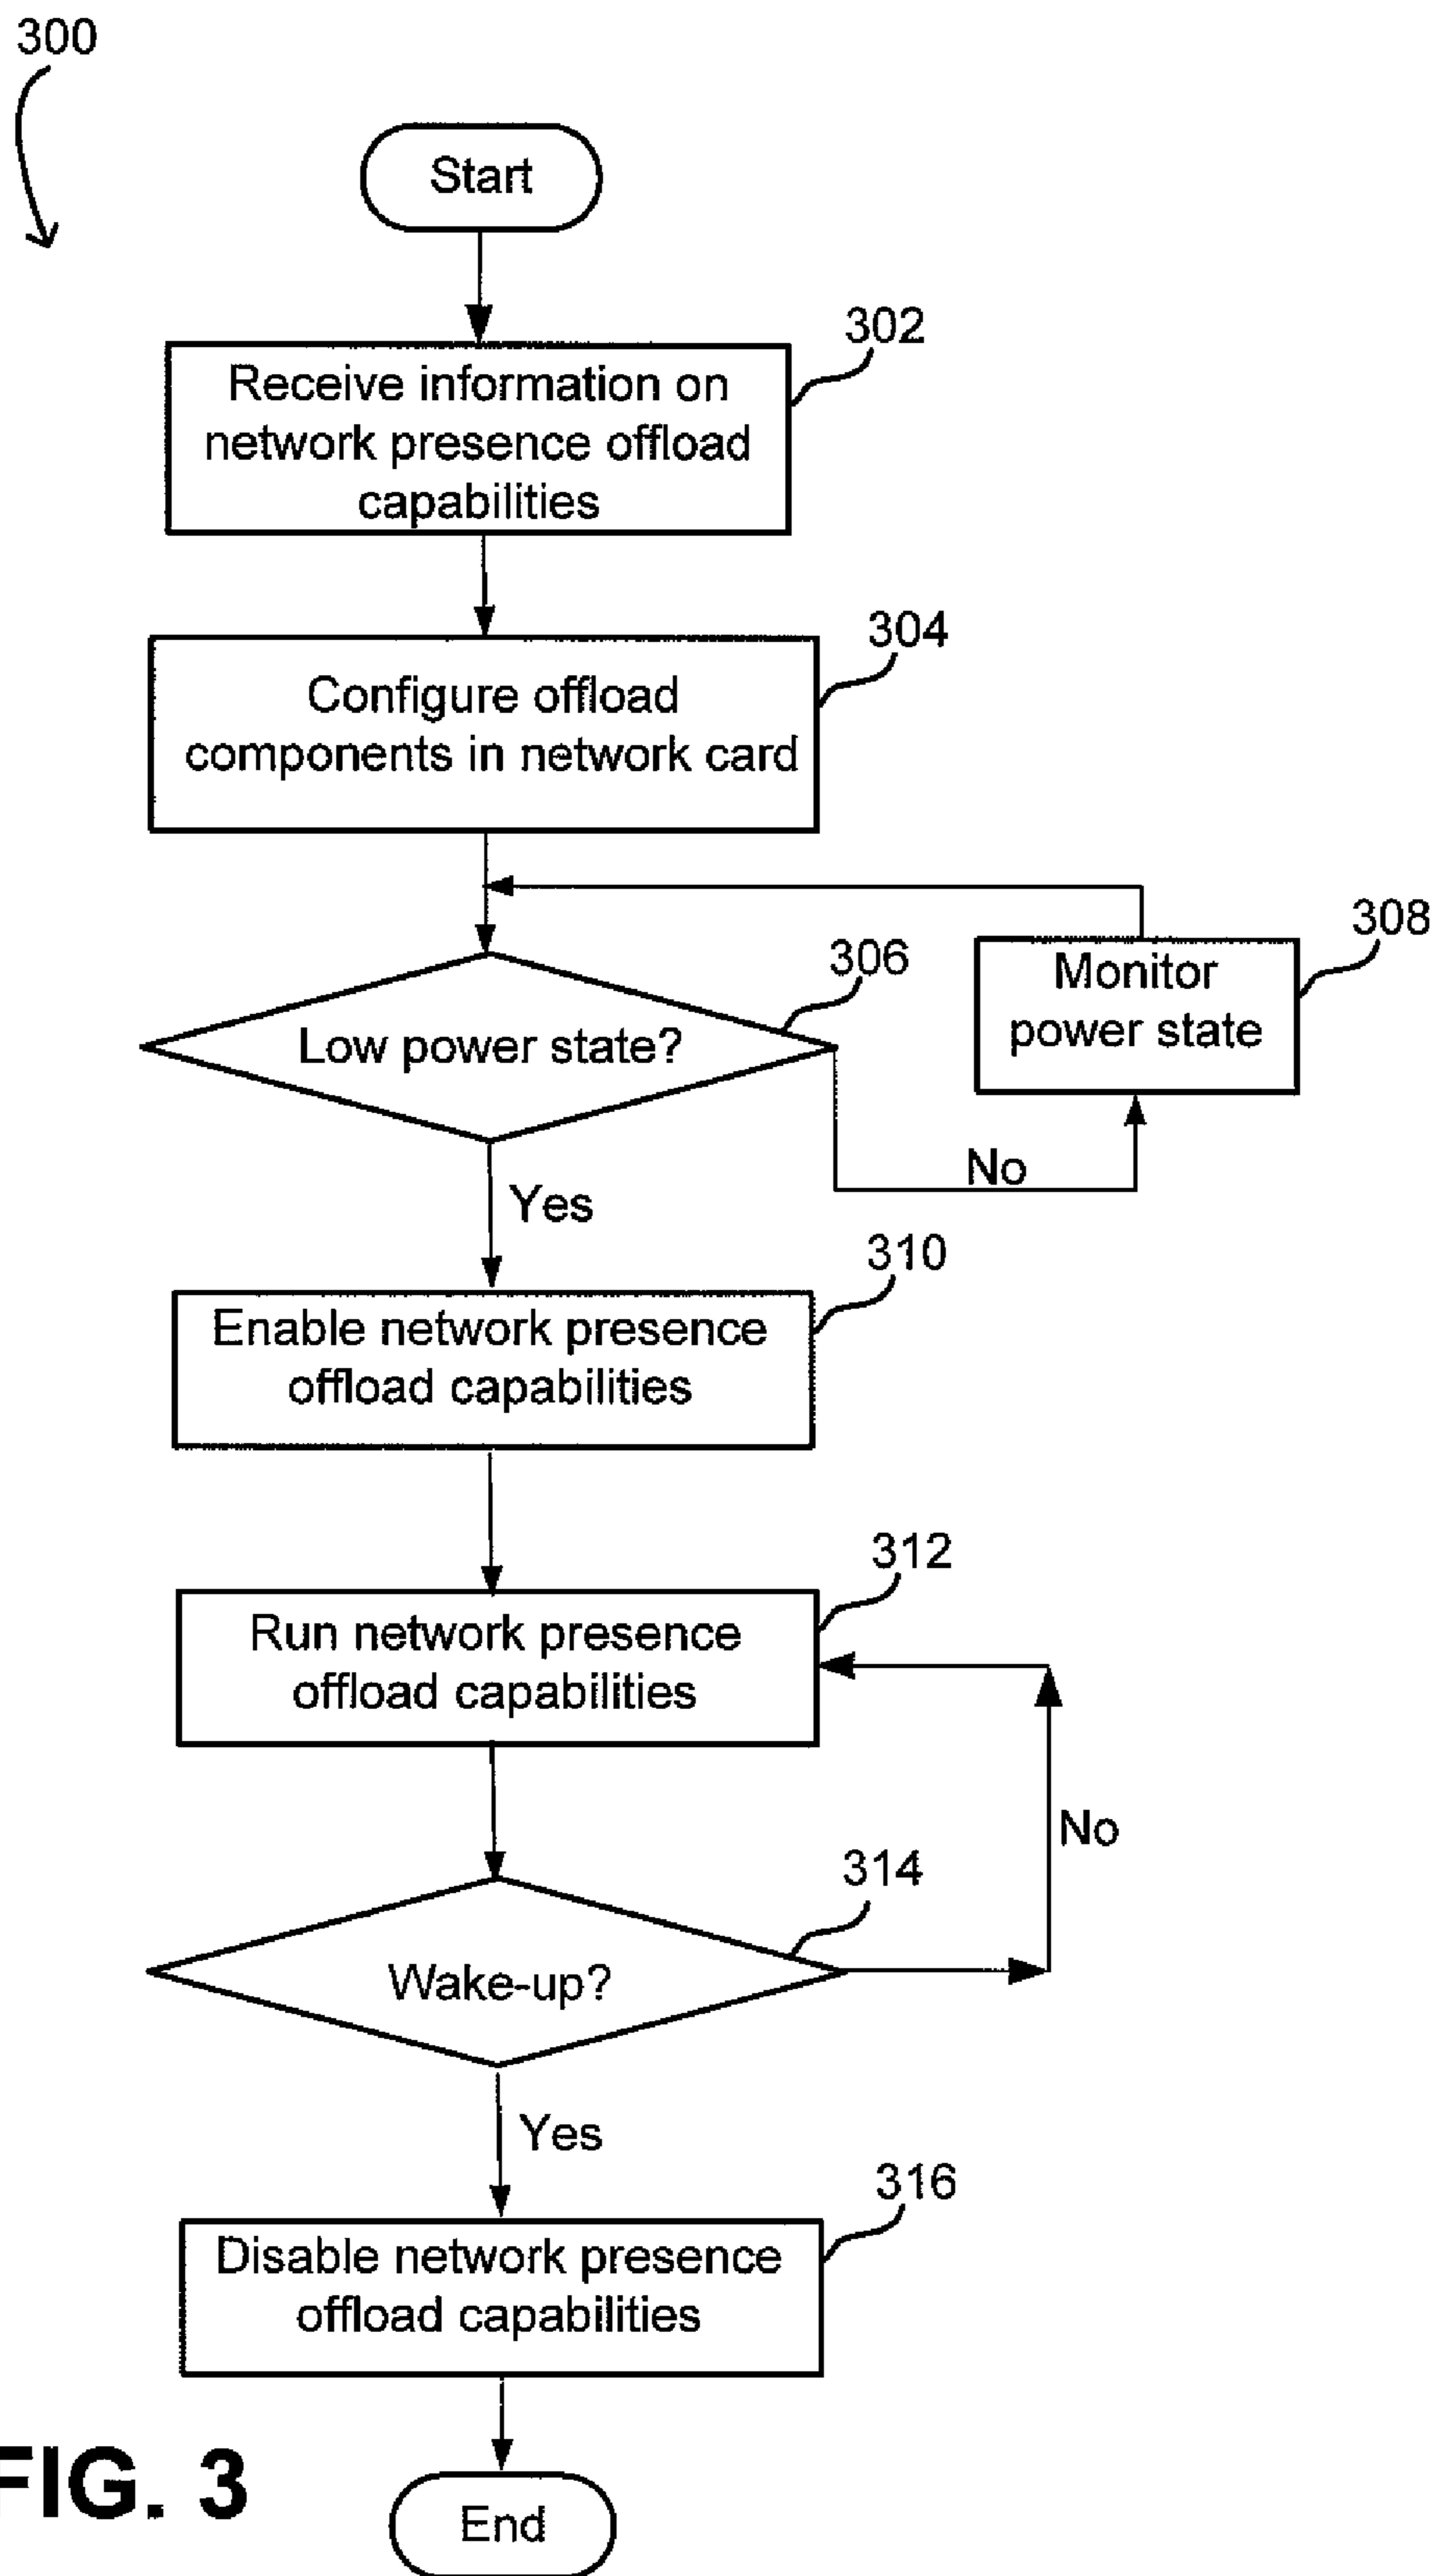 300
Start
302
Receive information on
network presence offload
capabilities
304
Configure offload
components in network card
306
Low power state?
308
Monitor
power state
No
Yes
310
Enable network presence
offload capabilities
312
Run network presence
offload capabilities
No
314
Wake-up?
Yes
316
Disable network presence
offload capabilities
FIG. 3
End